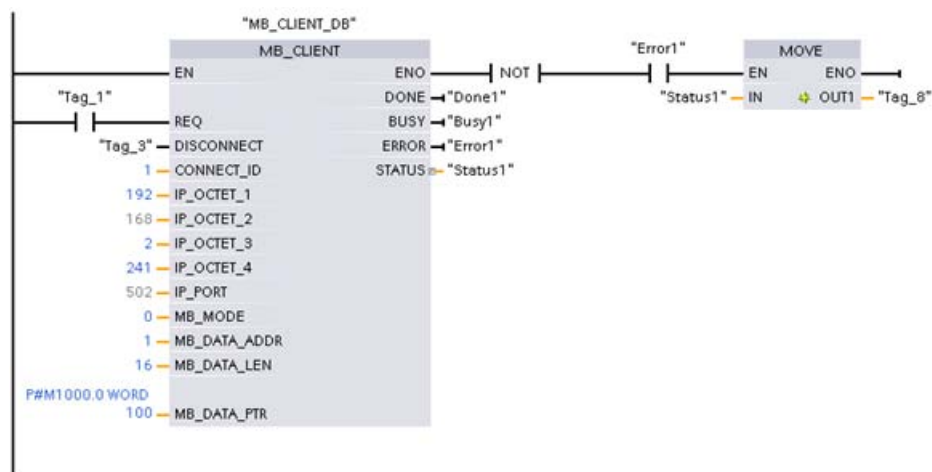 "MB_CLIENT_DB"
MB_CLIENT
"Error1"
MOVE
EN ENO NOT EN ENO
"Tag_1" DONE "Done1" "Status1" IN OUT1 "Tag_8"
REQ BUSY "Busy1"
"Tag_3" DISCONNECT ERROR "Error1"
1 CONNECT_ID STATUS "Status1"
192 IP_OCTET_1
168 IP_OCTET_2
2 IP_OCTET_3
241 IP_OCTET_4
502 IP_PORT
0 MB_MODE
1 MB_DATA_ADDR
16 MB_DATA_LEN
P#M1000.0 WORD
100 MB_DATA_PTR